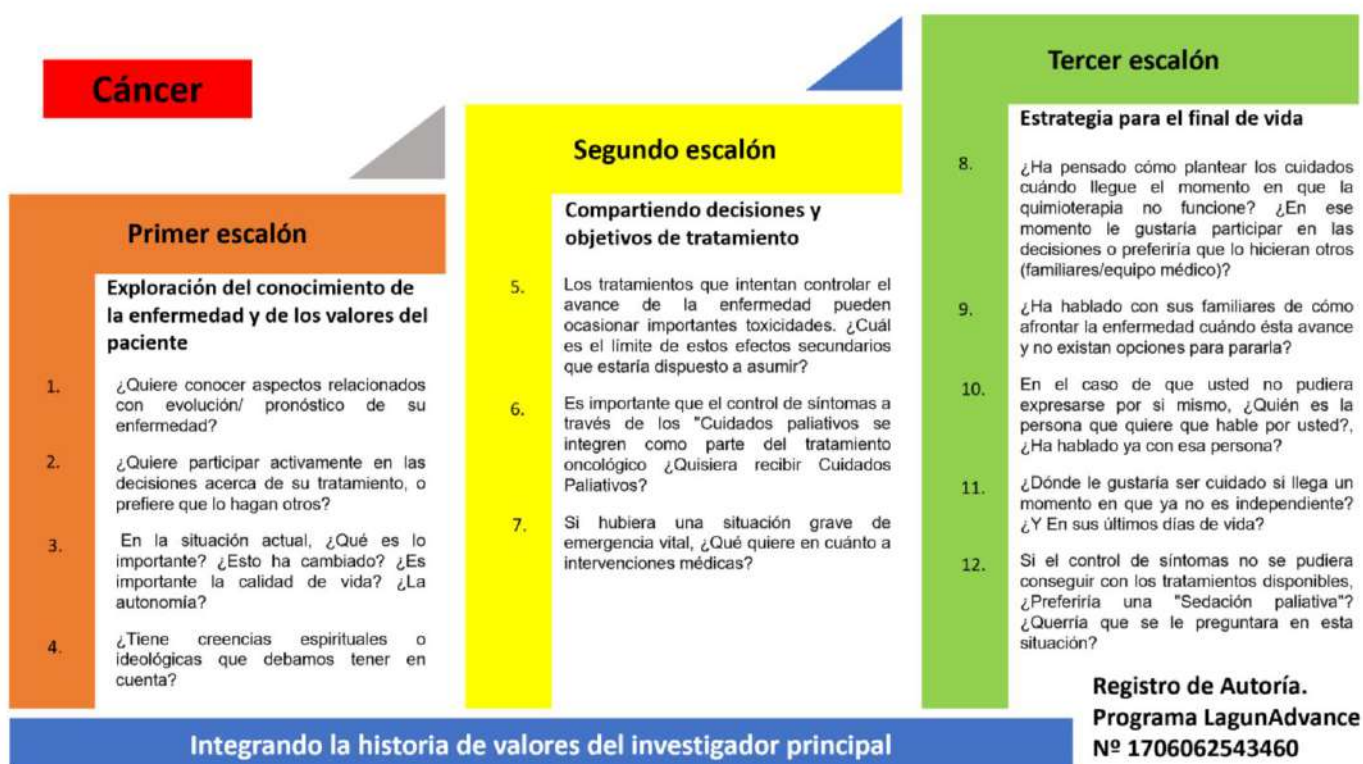 Cáncer
Primer escalón
Exploración del conocimiento de
la enfermedad y de los valores del
paciente
1. ¿Quiere conocer aspectos relacionados
con evolución/ pronóstico de su
enfermedad?
2. ¿Quiere participar activamente en las
decisiones acerca de su tratamiento, o
prefiere que lo hagan otros?
3. En la situación actual, ¿Qué es lo
importante? ¿Esto ha cambiado? ¿Es
importante la calidad de vida? ¿La
autonomía?
4. ¿Tiene creencias espirituales o
ideológicas que debamos tener en
cuenta?
Segundo escalón
Compartiendo decisiones y
objetivos de tratamiento
5. Los tratamientos que intentan controlar el
avance de la enfermedad pueden
ocasionar importantes toxicidades. ¿Cuál
es el límite de estos efectos secundarios
que estaría dispuesto a asumir?
6. Es importante que el control de síntomas a
través de los "Cuidados paliativos se
integren como parte del tratamiento
oncológico ¿Quisiera recibir Cuidados
Paliativos?
7. Si hubiera una situación grave de
emergencia vital, ¿Qué quiere en cuánto a
intervenciones médicas?
Tercer escalón
Estrategia para el final de vida
8. ¿Ha pensado cómo plantear los cuidados
cuándo llegue el momento en que la
quimioterapia no funcione? ¿En ese
momento le gustaría participar en las
decisiones o preferiría que lo hicieran otros
(familiares/equipo médico)?
9. ¿Ha hablado con sus familiares de cómo
afrontar la enfermedad cuándo ésta avance
y no existan opciones para pararla?
10. En el caso de que usted no pudiera
expresarse por si mismo, ¿Quién es la
persona que quiere que hable por usted?,
¿Ha hablado ya con esa persona?
11. ¿Dónde le gustaría ser cuidado si llega un
momento en que ya no es independiente?
¿Y En sus últimos días de vida?
12. Si el control de síntomas no se pudiera
conseguir con los tratamientos disponibles,
¿Preferiría una "Sedación paliativa"?
¿Querría que se le preguntara en esta
situación?
Integrando la historia de valores del investigador principal
Registro de Autoría.
Programa LagunAdvance
Nº 1706062543460